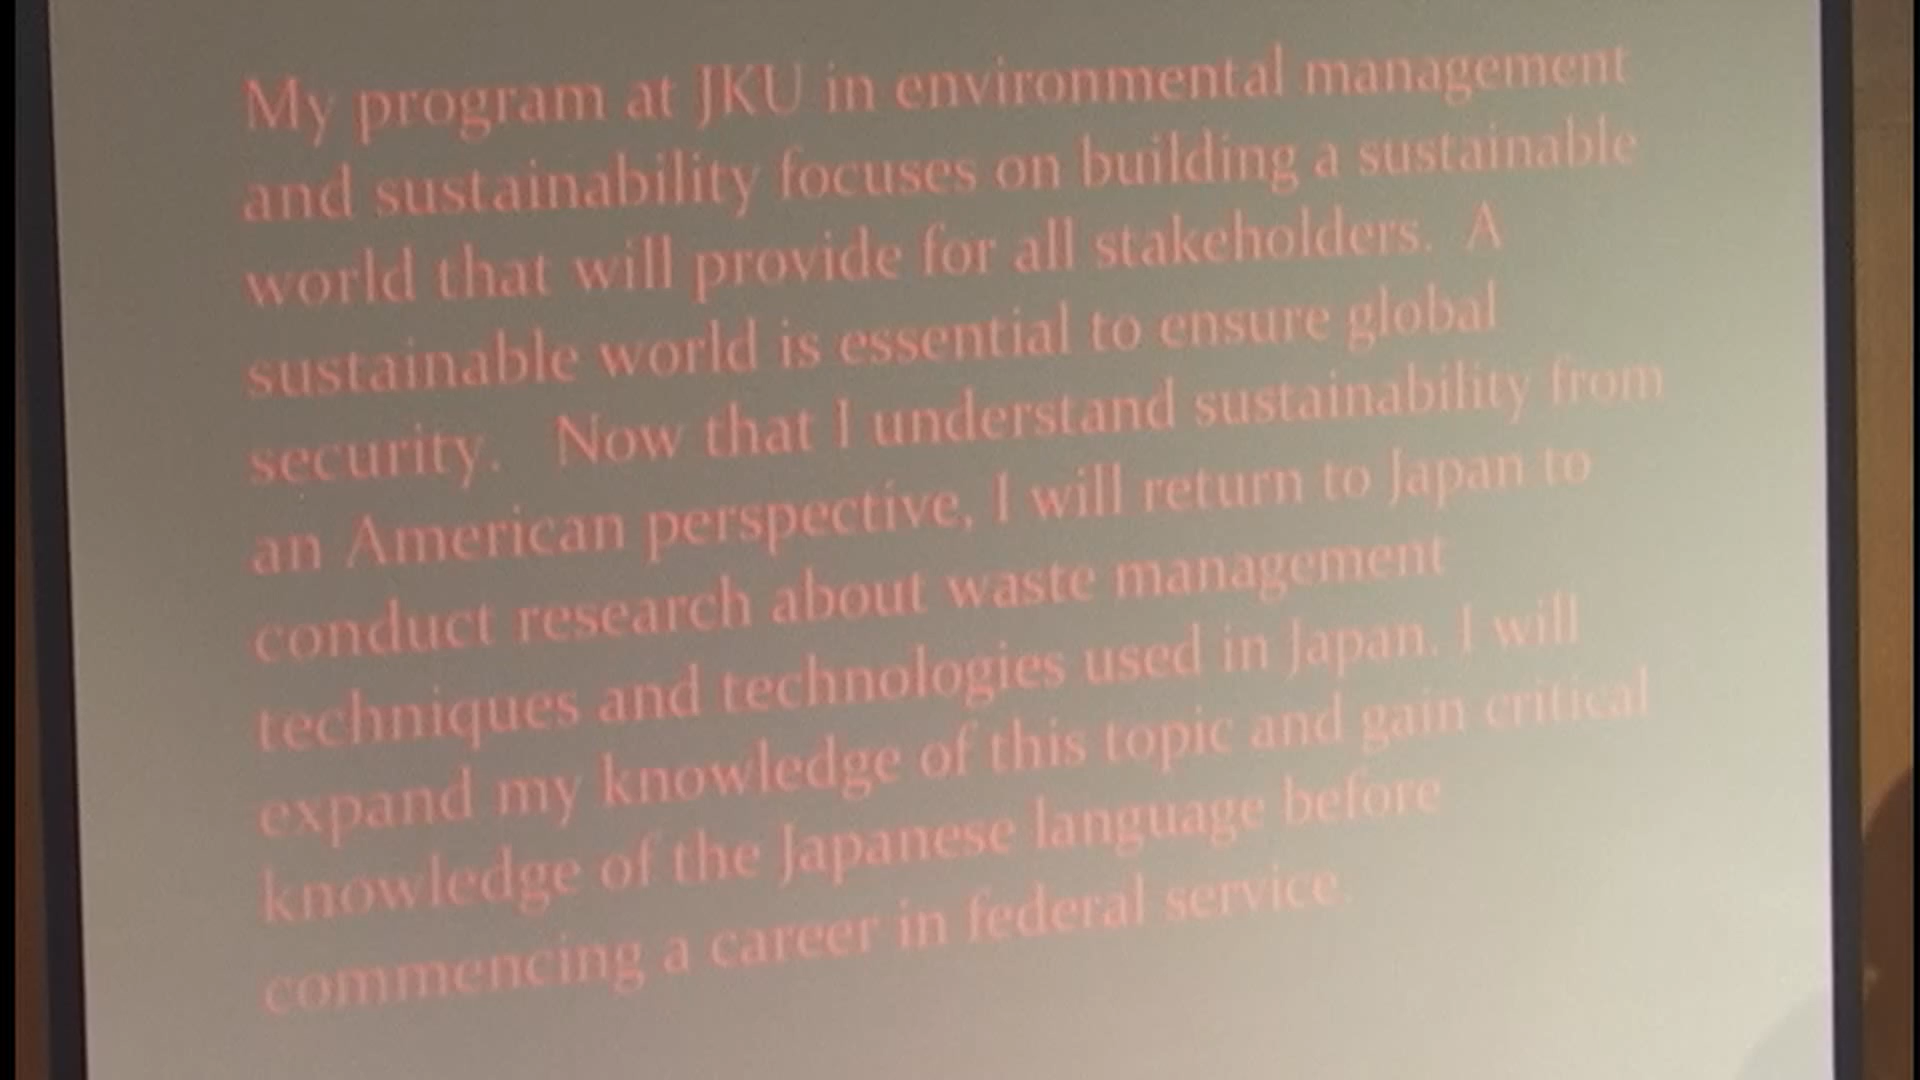 My program at JKU in environmental management
and sustainability focuses on building a sustainable
world that will provide for all stakeholders. A
sustainable world is essential to ensure global
security. Now that I understand sustainability from
an American perspective, I will return to Japan to
conduct research about waste management
techniques and technologies used in Japan. I will
expand my knowledge of this topic and gain critical
knowledge of the Japanese language before
commencing a career in federal service.